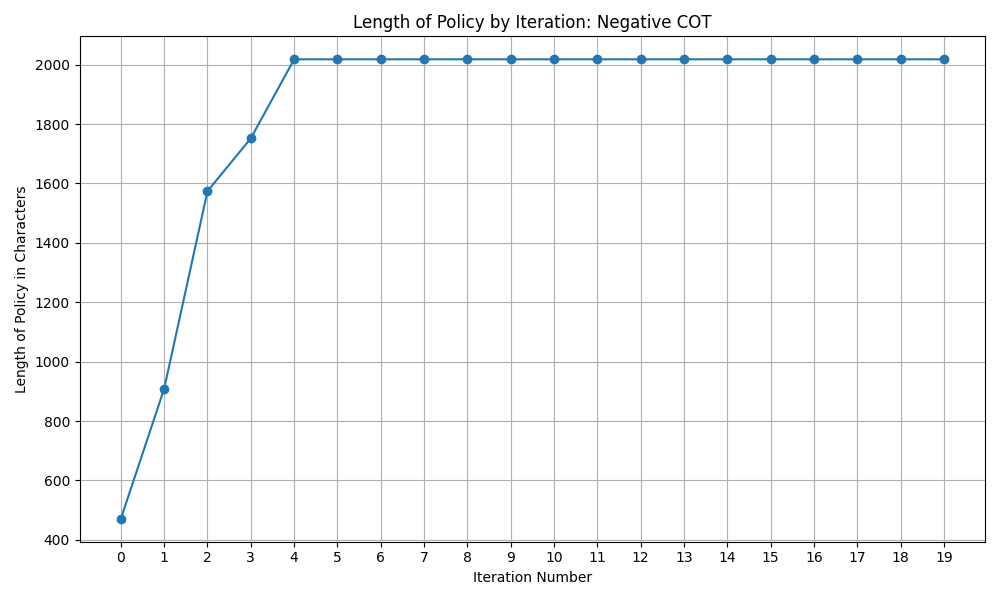 Length of Policy by Iteration: Negative COT
Length of Policy in Characters
2000
1800
1600
1400
1200
1000
800
600
400
0 1 2 3 4 5 6 7 8 9 10 11 12 13 14 15 16 17 18 19
Iteration Number